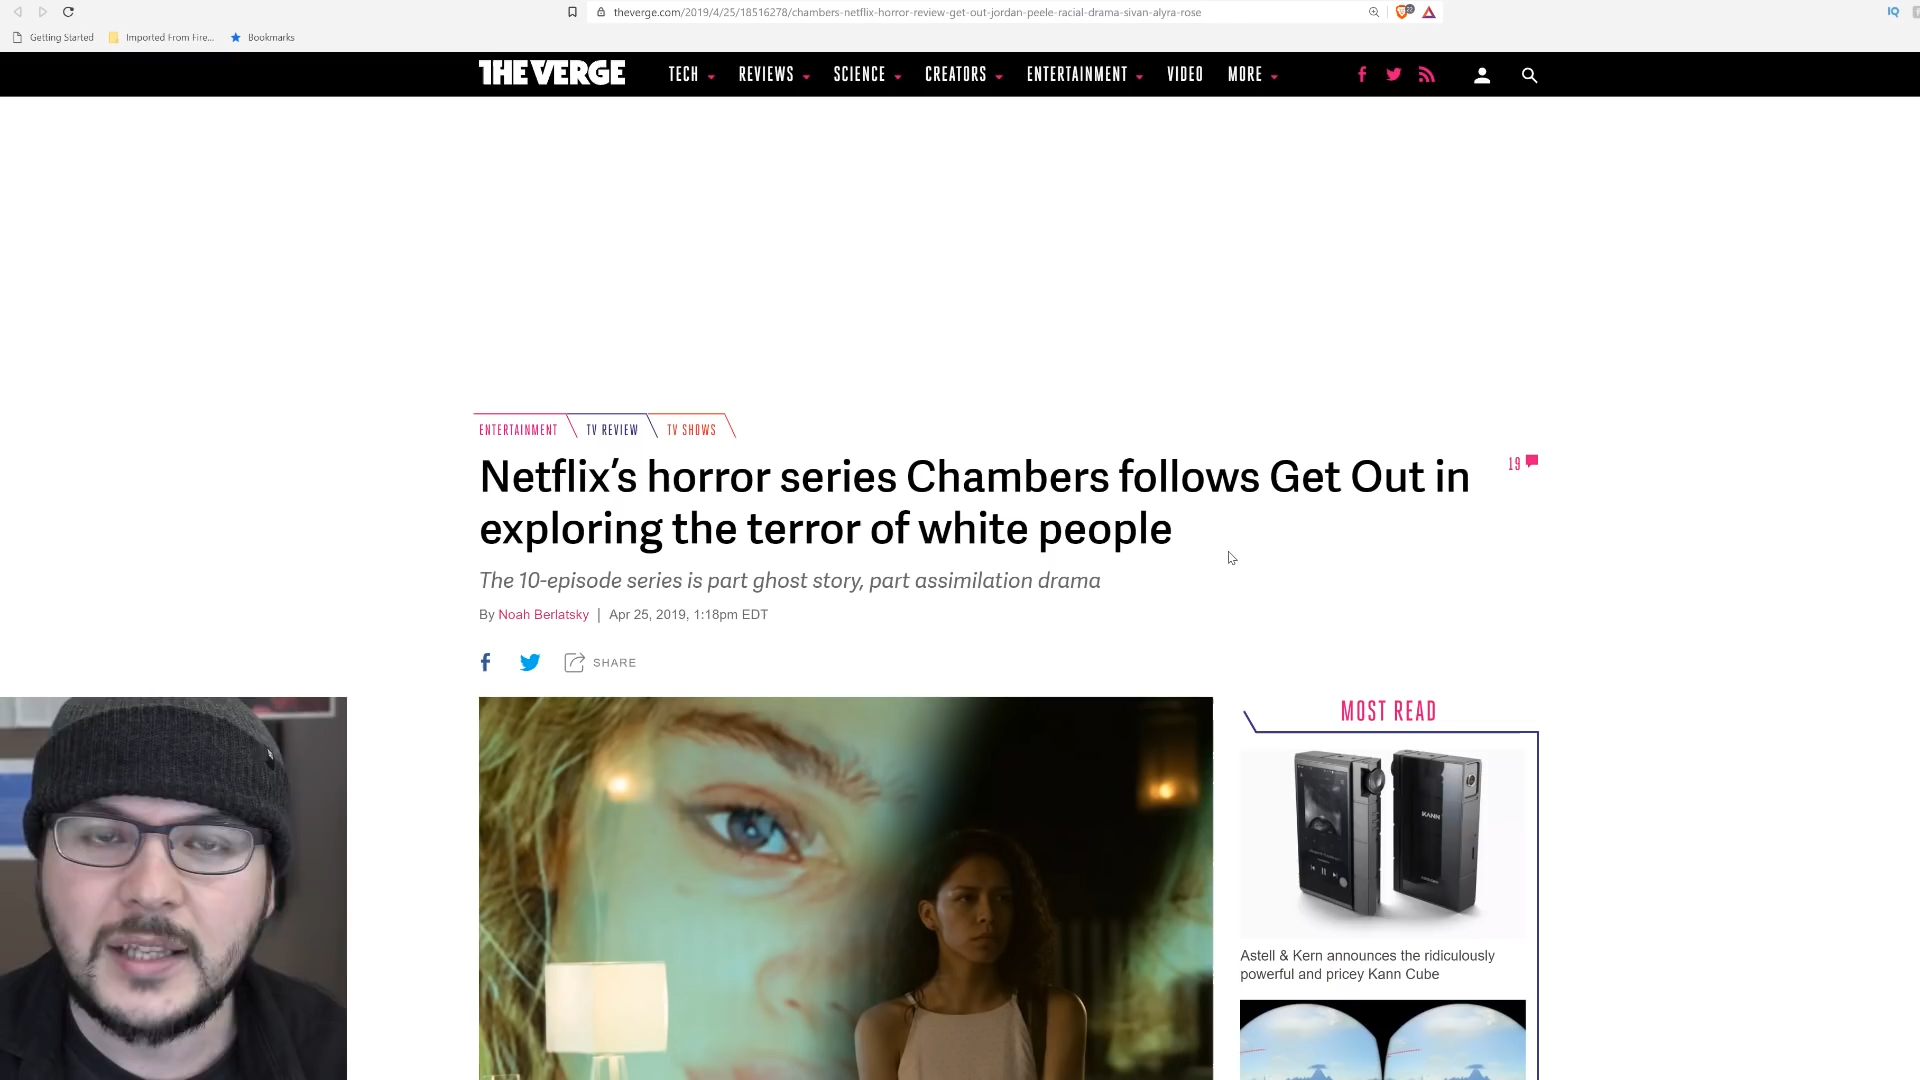 theverge.com/2019/4/25/18516278/chambers-netflix-horror-review-get-out-jordan-peele-racial-drama-sivan-alyra-rose
IQ
Getting Started
Imported From Fire...
Bookmarks
THE VERGE
TECH
REVIEWS
SCIENCE
CREATORS
ENTERTAINMENT
VIDEO
MORE
ENTERTAINMENT
TV REVIEW
TV SHOWS
Netflix's horror series Chambers follows Get Out in
exploring the terror of white people
19
The 10-episode series is part ghost story, part assimilation drama
By Noah Berlatsky | Apr 25, 2019, 1:18pm EDT
SHARE
MOST READ
KANN
Astell & Kern announces the ridiculously
powerful and pricey Kann Cube